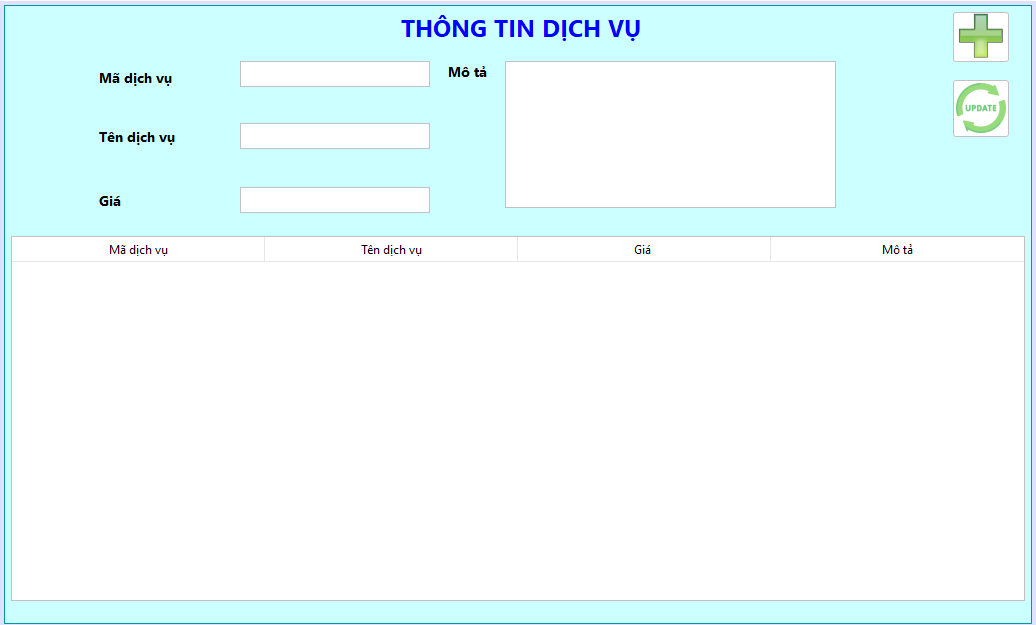 THÔNG TIN DỊCH VỤ
Mã dịch vụ
Mô tả
UPDATE
Tên dịch vụ
Giá
Mã dịch vụ Tên dịch vụ Giá Mô tả